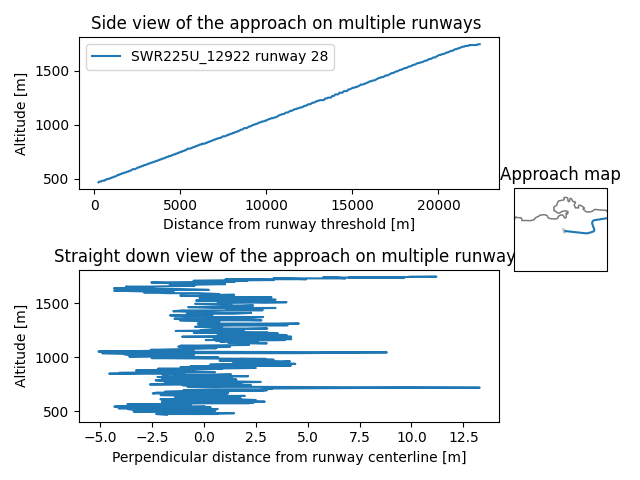 Side view of the approach on multiple runways
SWR225U_12922 runway 28
Altitude [m]
1500
1000
500
0
5000
10000
15000
20000
Distance from runway threshold [m]
Approach map
Straight down view of the approach on multiple runway
Altitude [m]
1500
1000
500
−5.0
−2.5
0.0
2.5
5.0
7.5
10.0
12.5
Perpendicular distance from runway centerline [m]